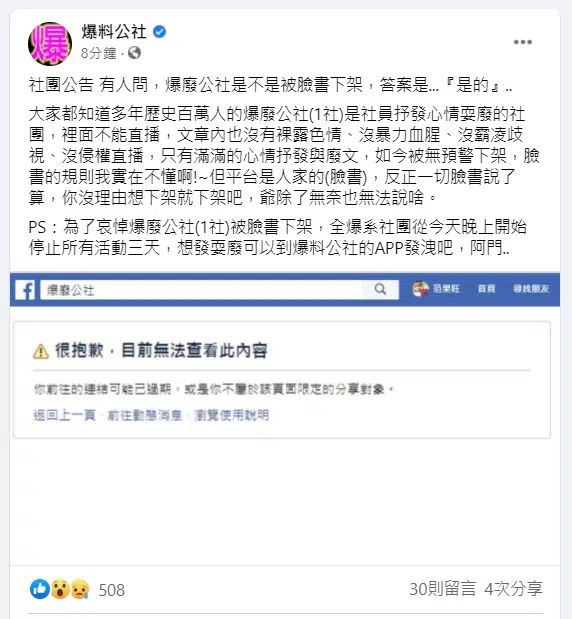 爆
爆料公社
8分鐘 ·
社團公告 有人問，爆廢公社是不是被臉書下架，答案是...『是的』..
大家都知道多年歷史百萬人的爆廢公社(1社)是社員抒發心情耍廢的社
團，裡面不能直播，文章內也沒有裸露色情、沒暴力血腥、沒霸凌歧
視、沒侵權直播，只有滿滿的心情抒發與廢文，如今被無預警下架，臉
書的規則我實在不懂啊!~但平台是人家的(臉書)，反正一切臉書說了
算，你沒理由想下架就下架吧，爺除了無奈也無法說啥。
PS：為了哀悼爆廢公社(1社)被臉書下架，全爆系社團從今天晚上開始
停止所有活動三天，想發耍廢可以到爆料公社的APP發洩吧，阿門..
f 爆廢公社 范果旺 首頁 尋找朋友
很抱歉，目前無法查看此內容
你前往的連結可能已過期，或是你不屬於該頁面限定的分享對象。
返回上一頁 · 前往動態消息 · 瀏覽使用說明
508 30則留言 4次分享